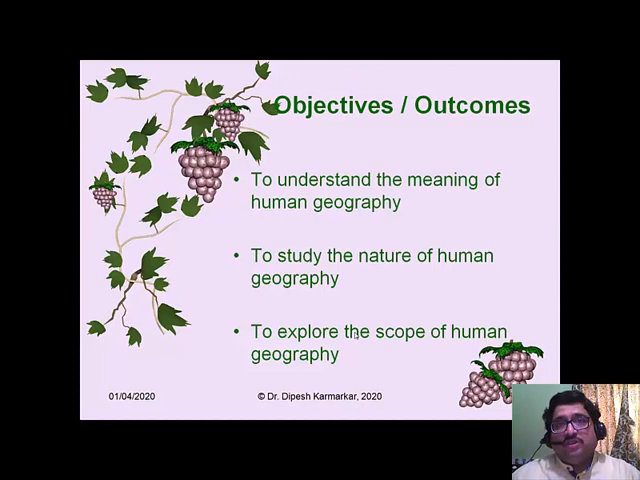 Objectives / Outcomes
• To understand the meaning of
human geography
• To study the nature of human
geography
• To explore the scope of human
geography
01/04/2020
© Dr. Dipesh Karmarkar, 2020